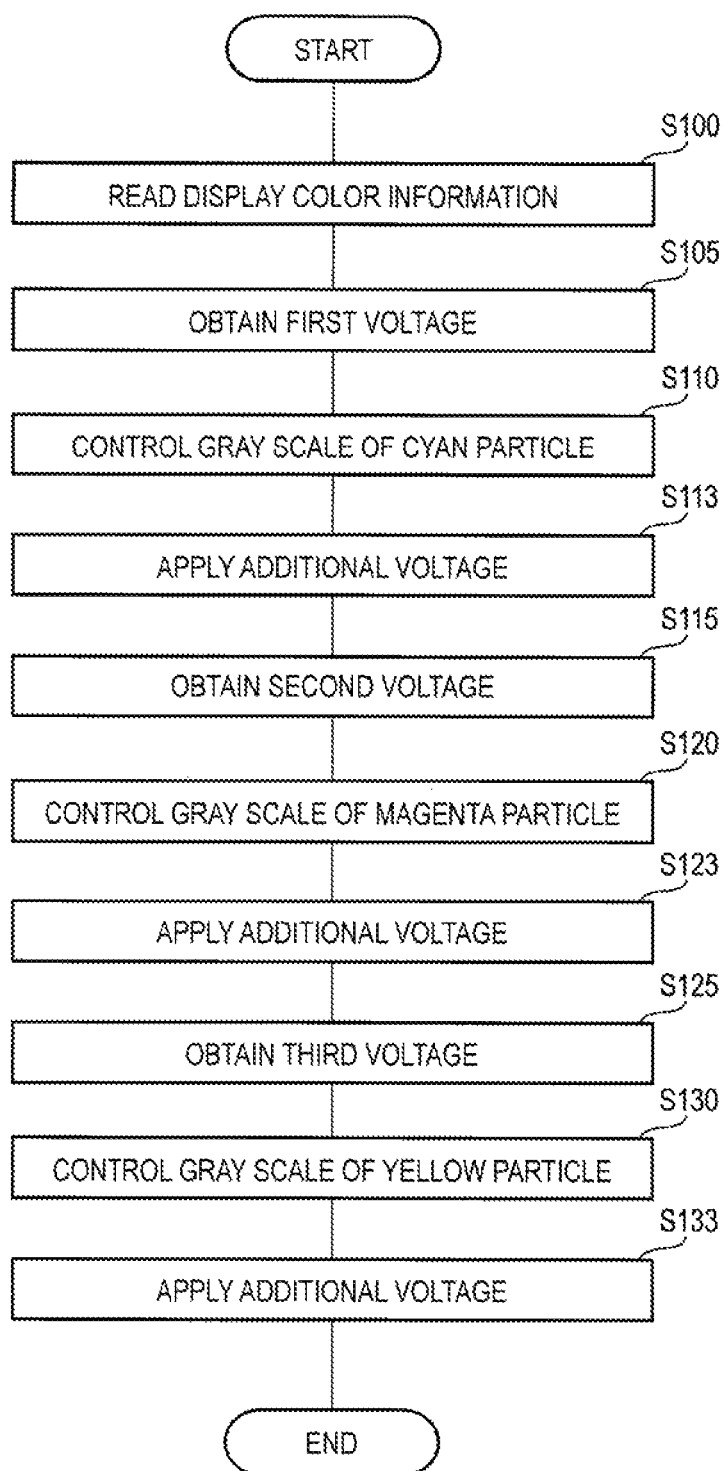 START
S100
READ DISPLAY COLOR INFORMATION
S105
OBTAIN FIRST VOLTAGE
S110
CONTROL GRAY SCALE OF CYAN PARTICLE
S113
APPLY ADDITIONAL VOLTAGE
S115
OBTAIN SECOND VOLTAGE
S120
CONTROL GRAY SCALE OF MAGENTA PARTICLE
S123
APPLY ADDITIONAL VOLTAGE
S125
OBTAIN THIRD VOLTAGE
S130
CONTROL GRAY SCALE OF YELLOW PARTICLE
S133
APPLY ADDITIONAL VOLTAGE
END